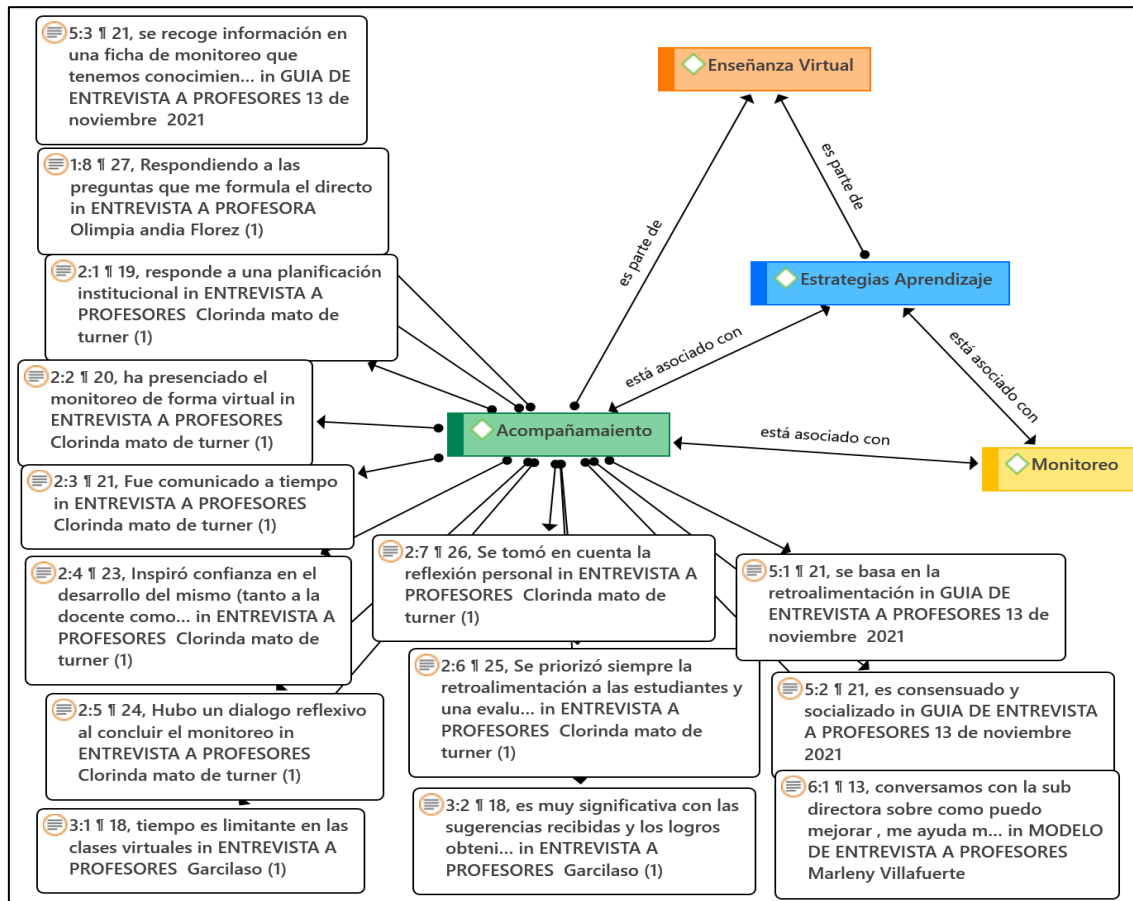 5:3 ¶ 21, se recoge información en
una ficha de monitoreo que
tenemos conocimien... in GUIA DE
ENTREVISTA A PROFESORES 13 de
noviembre 2021
1:8 ¶ 27, Respondiendo a las
preguntas que me formula el directo
in ENTREVISTA A PROFESORA
Olimpia andia Florez (1)
2:1 ¶ 19, responde a una planificación
institucional in ENTREVISTA A
PROFESORES Clorinda mato de
turner (1)
2:2 ¶ 20, ha presenciado el
monitoreo de forma virtual in
ENTREVISTA A PROFESORES
Clorinda mato de turner (1)
2:3 ¶ 21, Fue comunicado a tiempo
in ENTREVISTA A PROFESORES
Clorinda mato de turner (1)
2:4 ¶ 23, Inspiró confianza en el
desarrollo del mismo (tanto a la
docente como... in ENTREVISTA A
PROFESORES Clorinda mato de
turner (1)
2:5 ¶ 24, Hubo un dialogo reflexivo
al concluir el monitoreo in
ENTREVISTA A PROFESORES
Clorinda mato de turner (1)
3:1 ¶ 18, tiempo es limitante en las
clases virtuales in ENTREVISTA A
PROFESORES Garcilaso (1)
Enseñanza Virtual
es parte de
es parte de
Estrategias Aprendizaje
está asociado con
está asociado con
Acompañamaiento
está asociado con
Monitoreo
2:7 ¶ 26, Se tomó en cuenta la
reflexión personal in ENTREVISTA A
PROFESORES Clorinda mato de
turner (1)
2:6 ¶ 25, Se priorizó siempre la
retroalimentación a las estudiantes y
una evalu... in ENTREVISTA A
PROFESORES Clorinda mato de
turner (1)
3:2 ¶ 18, es muy significativa con las
sugerencias recibidas y los logros
obteni... in ENTREVISTA A
PROFESORES Garcilaso (1)
5:1 ¶ 21, se basa en la
retroalimentación in GUIA DE
ENTREVISTA A PROFESORES 13 de
noviembre 2021
5:2 ¶ 21, es consensuado y
socializado in GUIA DE ENTREVISTA
A PROFESORES 13 de noviembre
2021
6:1 ¶ 13, conversamos con la sub
directora sobre como puedo
mejorar , me ayuda m... in MODELO
DE ENTREVISTA A PROFESORES
Marleny Villafuerte